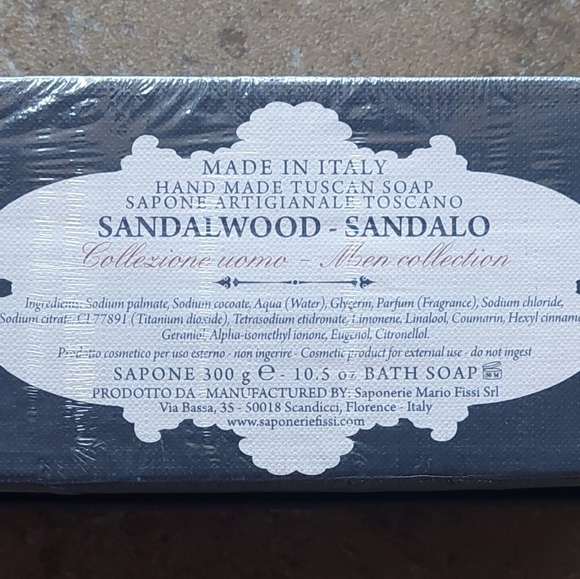 MADE IN ITALY
HAND MADE TUSCAN SOAP
SAPONE ARTIGIANALE TOSCANO
SANDALWOOD - SANDALO
Collezione uomo - Men collection
Ingredients: Sodium palmate, Sodium cocoate, Aqua (Water), Glycerin, Parfum (Fragrance), Sodium chloride,
Sodium citrate, CI 77891 (Titanium dioxide), Tetrasodium etidronate, Limonene, Linalool, Coumarin, Hexyl cinnama
Geraniol, Alpha-isomethyl ionone, Eugenol, Citronellol.
Prodotto cosmetico per uso esterno - non ingerire - Cosmetic product for external use - do not ingest
SAPONE 300 g ℮ - 10.5 oz BATH SOAP
PRODOTTO DA - MANUFACTURED BY: Saponerie Mario Fissi Srl
Via Bassa, 35 - 50018 Scandicci, Florence - Italy
www.saponeriefissi.com